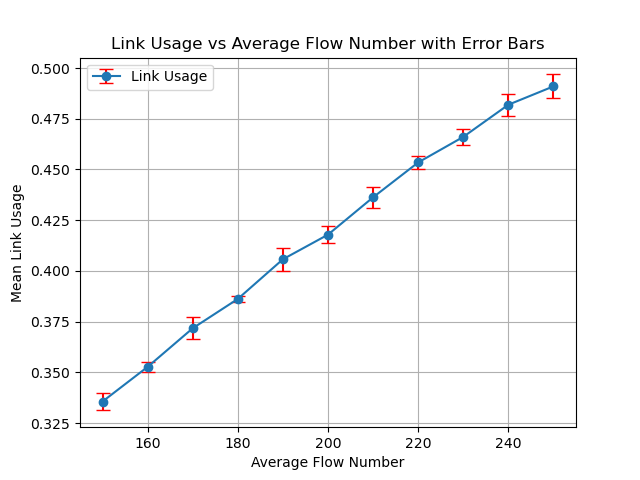 Link Usage vs Average Flow Number with Error Bars
Link Usage
0.500
0.475
0.450
0.425
0.400
0.375
0.350
0.325
Mean Link Usage
160 180 200 220 240
Average Flow Number